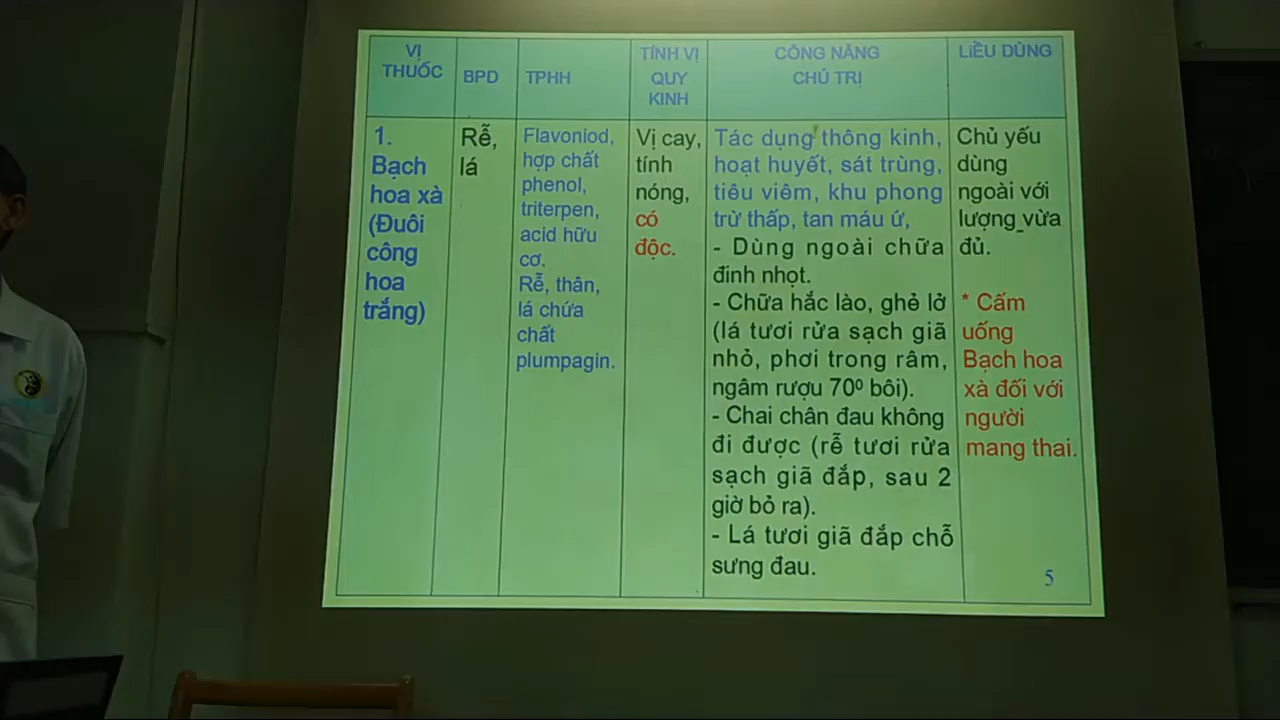 VỊ
THUỐC
BPD
TPHH
TÍNH VỊ
QUY
KINH
CÔNG NĂNG
CHỦ TRỊ
LiỀU DÙNG
1.
Bạch
hoa xà
(Đuôi
công
hoa
trắng)
Rễ,
lá
Flavoniod,
hợp chất
phenol,
triterpen,
acid hữu
cơ.
Rễ, thân,
lá chứa
chất
plumpagin.
Vị cay,
tính
nóng,
có
độc.
Tác dụng thông kinh,
hoạt huyết, sát trùng,
tiêu viêm, khu phong
trừ thấp, tan máu ứ,
- Dùng ngoài chữa
đinh nhọt.
- Chữa hắc lào, ghẻ lở
(lá tươi rửa sạch giã
nhỏ, phơi trong râm,
ngâm rượu 70º bôi).
- Chai chân đau không
đi được (rễ tươi rửa
sạch giã đắp, sau 2
giờ bỏ ra).
- Lá tươi giã đắp chỗ
sưng đau.
Chủ yếu
dùng
ngoài với
lượng vừa
đủ.
* Cấm
uống
Bạch hoa
xà đối với
người
mang thai.
5